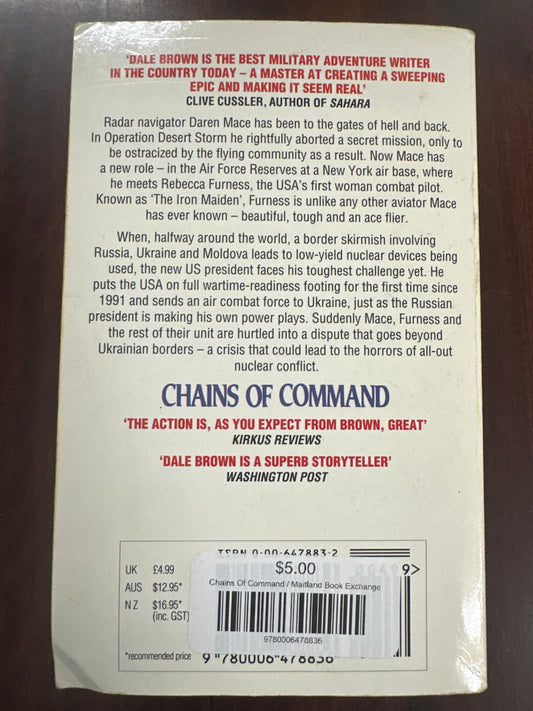 ‘DALE BROWN IS THE BEST MILITARY ADVENTURE WRITER
IN THE COUNTRY TODAY – A MASTER AT CREATING A SWEEPING
EPIC AND MAKING IT SEEM REAL’
CLIVE CUSSLER, AUTHOR OF SAHARA
Radar navigator Daren Mace has been to the gates of hell and back.
In Operation Desert Storm he rightfully aborted a secret mission, only to
be ostracized by the flying community as a result. Now Mace has
a new role – in the Air Force Reserves at a New York air base, where
he meets Rebecca Furness, the USA’s first woman combat pilot.
Known as ‘The Iron Maiden’, Furness is unlike any other aviator Mace
has ever known – beautiful, tough and an ace flier.
When, halfway around the world, a border skirmish involving
Russia, Ukraine and Moldova leads to low-yield nuclear devices being
used, the new US president faces his toughest challenge yet. He
puts the USA on full wartime-readiness footing for the first time since
1991 and sends an air combat force to Ukraine, just as the Russian
president is making his own power plays. Suddenly Mace, Furness and
the rest of their unit are hurtled into a dispute that goes beyond
Ukrainian borders – a crisis that could lead to the horrors of all-out
nuclear conflict.
CHAINS OF COMMAND
‘THE ACTION IS, AS YOU EXPECT FROM BROWN, GREAT’
KIRKUS REVIEWS
‘DALE BROWN IS A SUPERB STORYTELLER’
WASHINGTON POST
ISBN 0-00-647883-2
UK £4.99
AUS $12.95*
NZ $16.95*
(inc. GST)
*recommended price
00499>
$5.00
Chains Of Command / Maitland Book Exchange
9780006478836
9 780006 478836